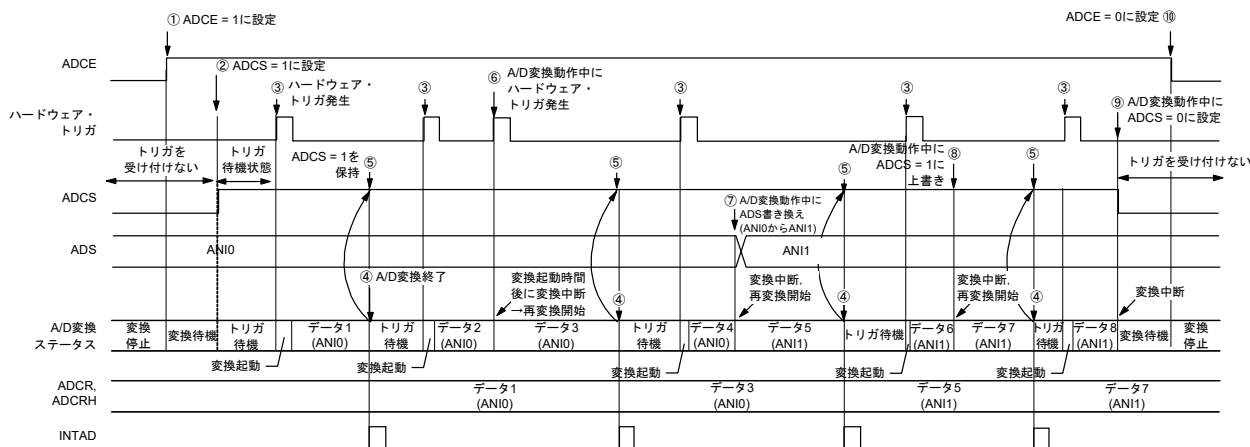 ① ADCE = 1に設定
ADCE = 0に設定 ⑩
ADCE
② ADCS = 1に設定
③ ハードウェア・
トリガ発生
③
⑥ A/D変換動作中に
ハードウェア・
トリガ発生
③
③
③
⑨ A/D変換動作中に
ADCS = 0に設定
ハードウェア・
トリガ
トリガを
受け付けない
トリガ
待機状態
ADCS = 1を
保持
⑤
⑤
A/D変換動作中に
ADCS = 1に
上書き
⑤
⑧
⑤
トリガを受け付けない
ADCS
⑦ A/D変換動作中に
ADS書き換え
(ANI0からANI1)
ADS
ANI0
ANI1
④ A/D変換終了
変換起動時間
後に変換中断
→再変換開始
④
変換中断,
再変換開始
④
変換中断,
再変換開始
④
変換中断
A/D変換
ステータス
変換
停止
変換待機
トリガ
待機
データ1
(ANI0)
トリガ
待機
データ2
(ANI0)
データ3
(ANI0)
トリガ
待機
データ4
(ANI0)
データ5
(ANI1)
トリガ待機
データ6
(ANI1)
データ7
(ANI1)
トリガ
待機
データ8
(ANI1)
変換待機
変換
停止
変換起動
変換起動
変換起動
変換起動
変換起動
ADCR,
ADCRH
データ1
(ANI0)
データ3
(ANI0)
データ5
(ANI1)
データ7
(ANI1)
INTAD